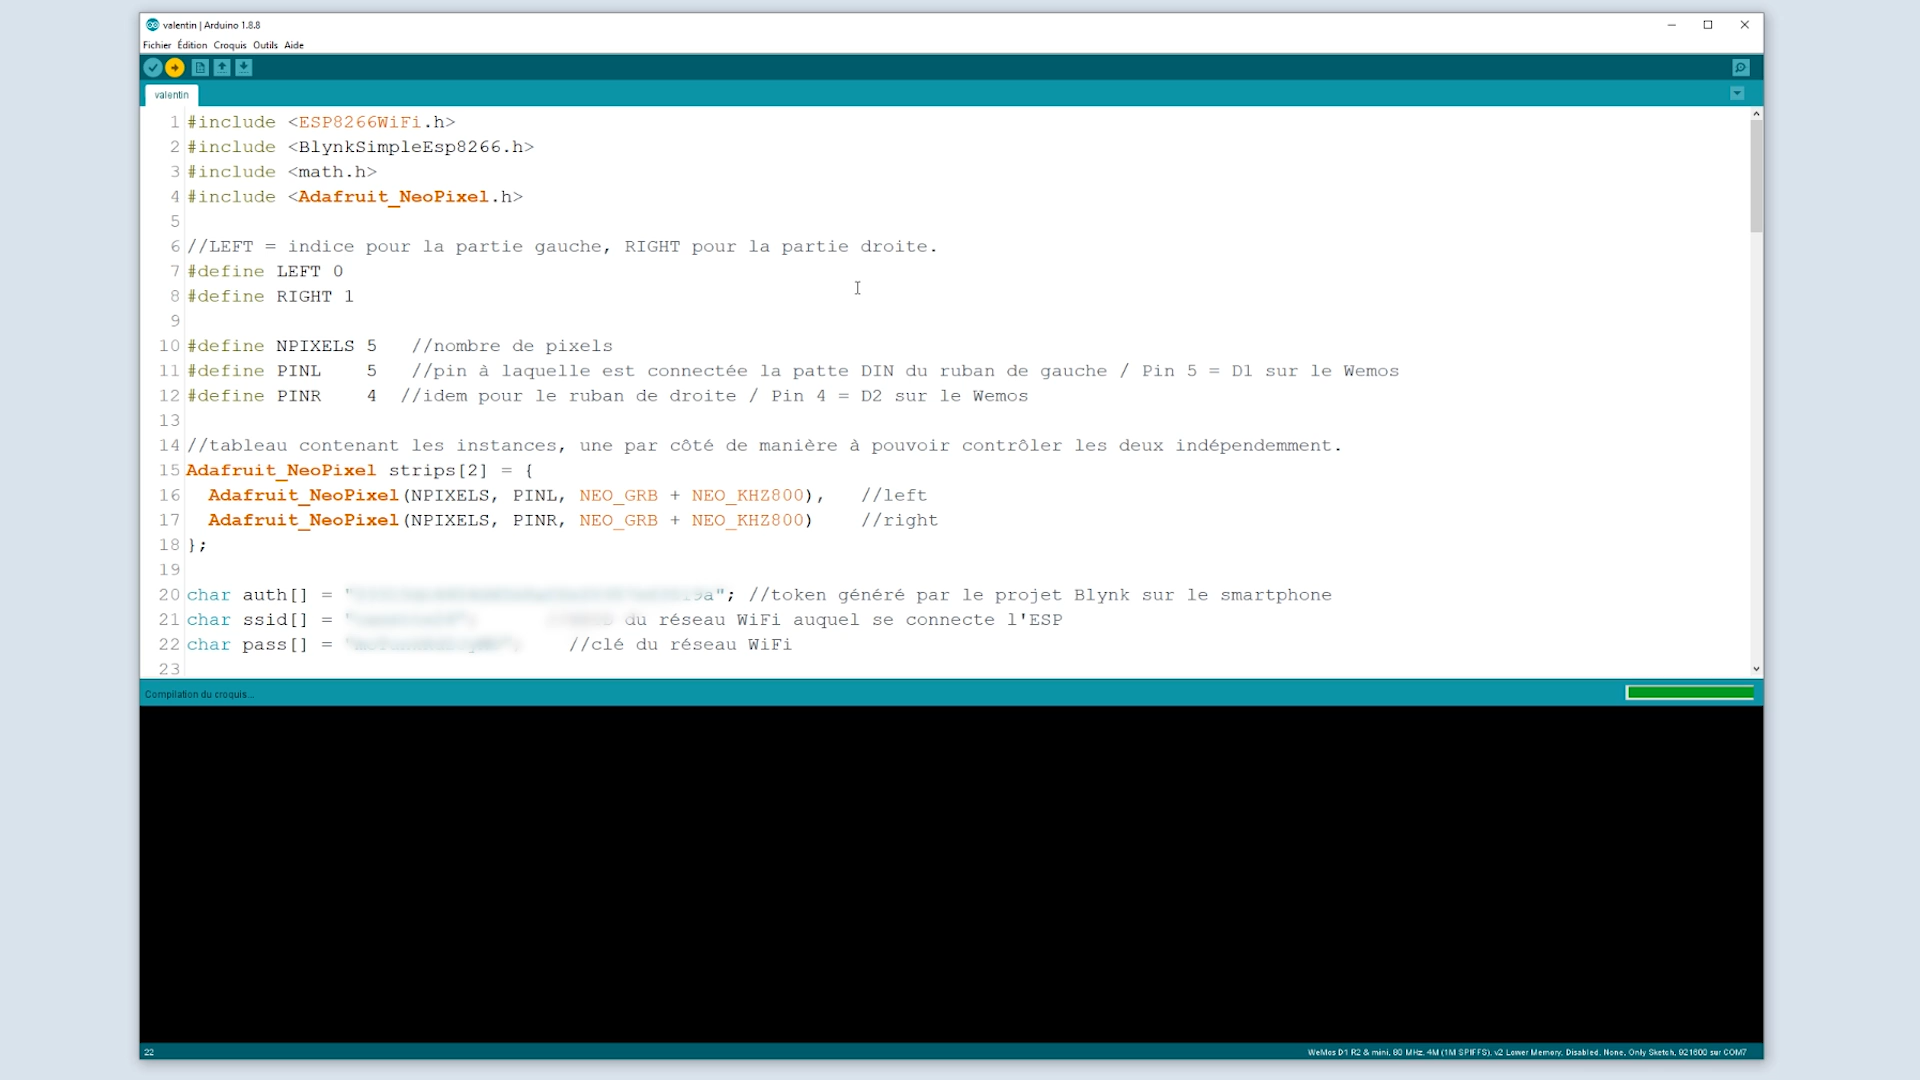 valentin | Arduino 1.8.8
Fichier Édition Croquis Outils Aide
valentin
1 #include <ESP8266WiFi.h>
2 #include <BlynkSimpleEsp8266.h>
3 #include <math.h>
4 #include <Adafruit_NeoPixel.h>
5
6 //LEFT = indice pour la partie gauche, RIGHT pour la partie droite.
7 #define LEFT 0
8 #define RIGHT 1
9
10 #define NPIXELS 5 //nombre de pixels
11 #define PINL 5 //pin à laquelle est connectée la patte DIN du ruban de gauche / Pin 5 = D1 sur le Wemos
12 #define PINR 4 //idem pour le ruban de droite / Pin 4 = D2 sur le Wemos
13
14 //tableau contenant les instances, une par côté de manière à pouvoir contrôler les deux indépendemment.
15 Adafruit_NeoPixel strips[2] = {
16 Adafruit_NeoPixel(NPIXELS, PINL, NEO_GRB + NEO_KHZ800), //left
17 Adafruit_NeoPixel(NPIXELS, PINR, NEO_GRB + NEO_KHZ800) //right
18 };
19
20 char auth[] = "; //token généré par le projet Blynk sur le smartphone
21 char ssid[] = du réseau WiFi auquel se connecte l'ESP
22 char pass[] = //clé du réseau WiFi
23
Compilation du croquis...
22
WeMos D1 R2 & mini, 80 MHz, 4M (1M SPIFFS), v2 Lower Memory, Disabled, None, Only Sketch, 921600 sur COM7